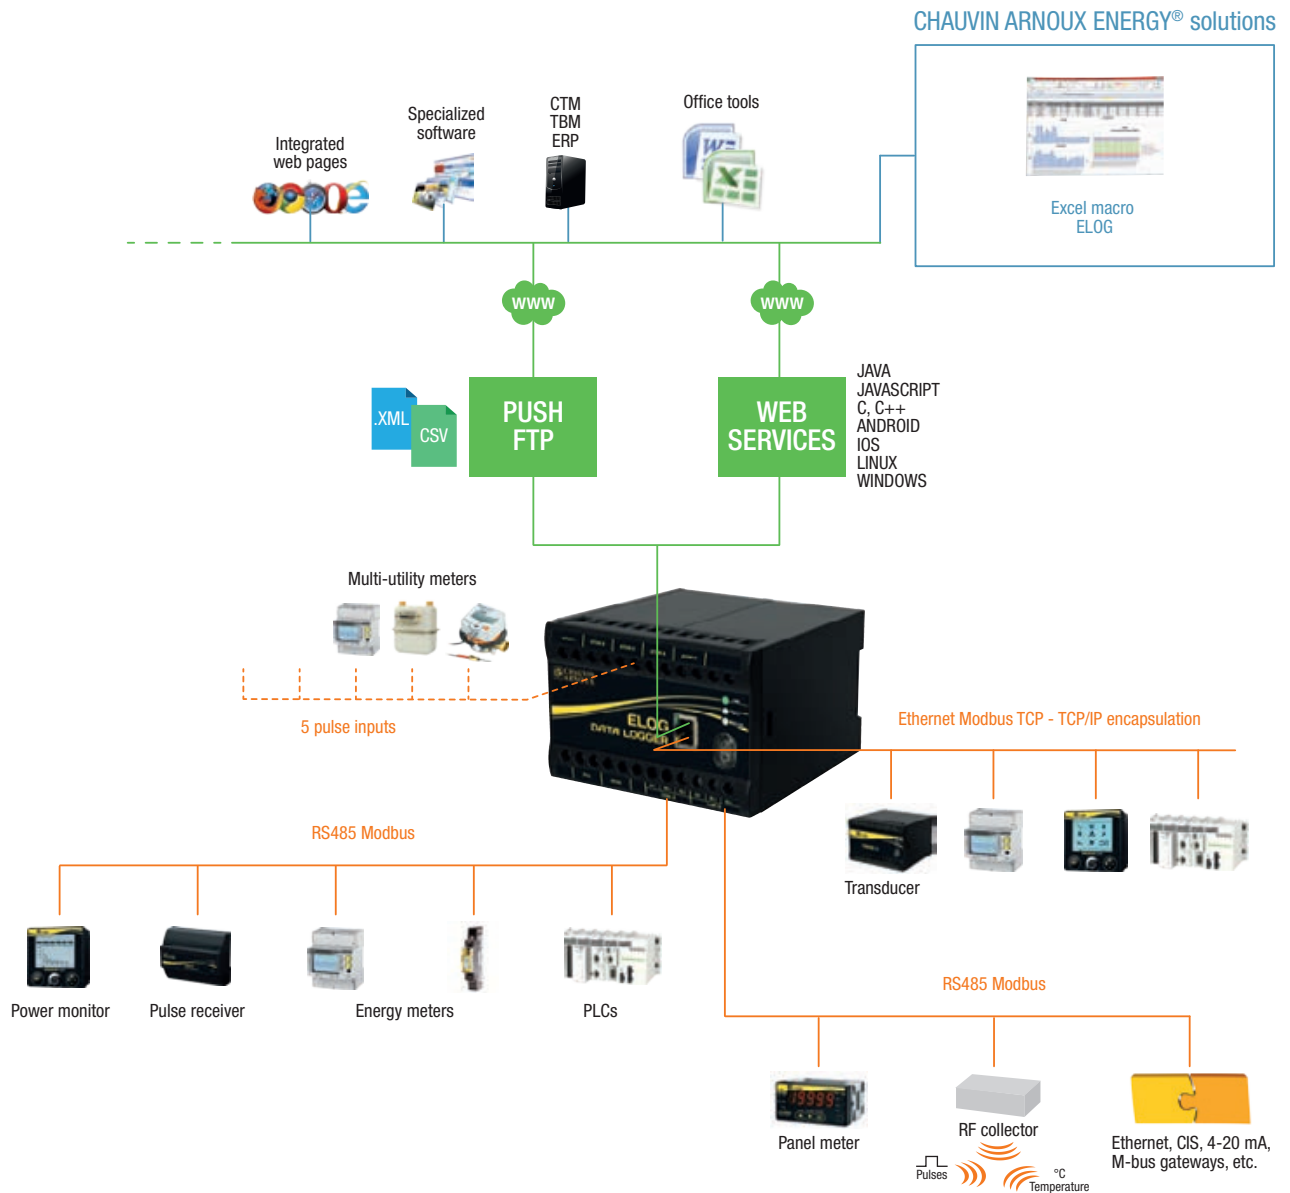 CHAUVIN ARNOUX ENERGY® solutions
Excel macro
ELOG
Integrated
web pages
Specialized
software
CTM
TBM
ERP
Office tools
WWW
WWW
.XML
CSV
PUSH
FTP
WEB
SERVICES
JAVA
JAVASCRIPT
C, C++
ANDROID
IOS
LINUX
WINDOWS
Multi-utility meters
5 pulse inputs
ELOG
DATA LOGGER
Ethernet Modbus TCP - TCP/IP encapsulation
Transducer
RS485 Modbus
Power monitor
Pulse receiver
Energy meters
PLCs
RS485 Modbus
19999
Panel meter
RF collector
Pulses
°C
Temperature
Ethernet, CIS, 4-20 mA,
M-bus gateways, etc.